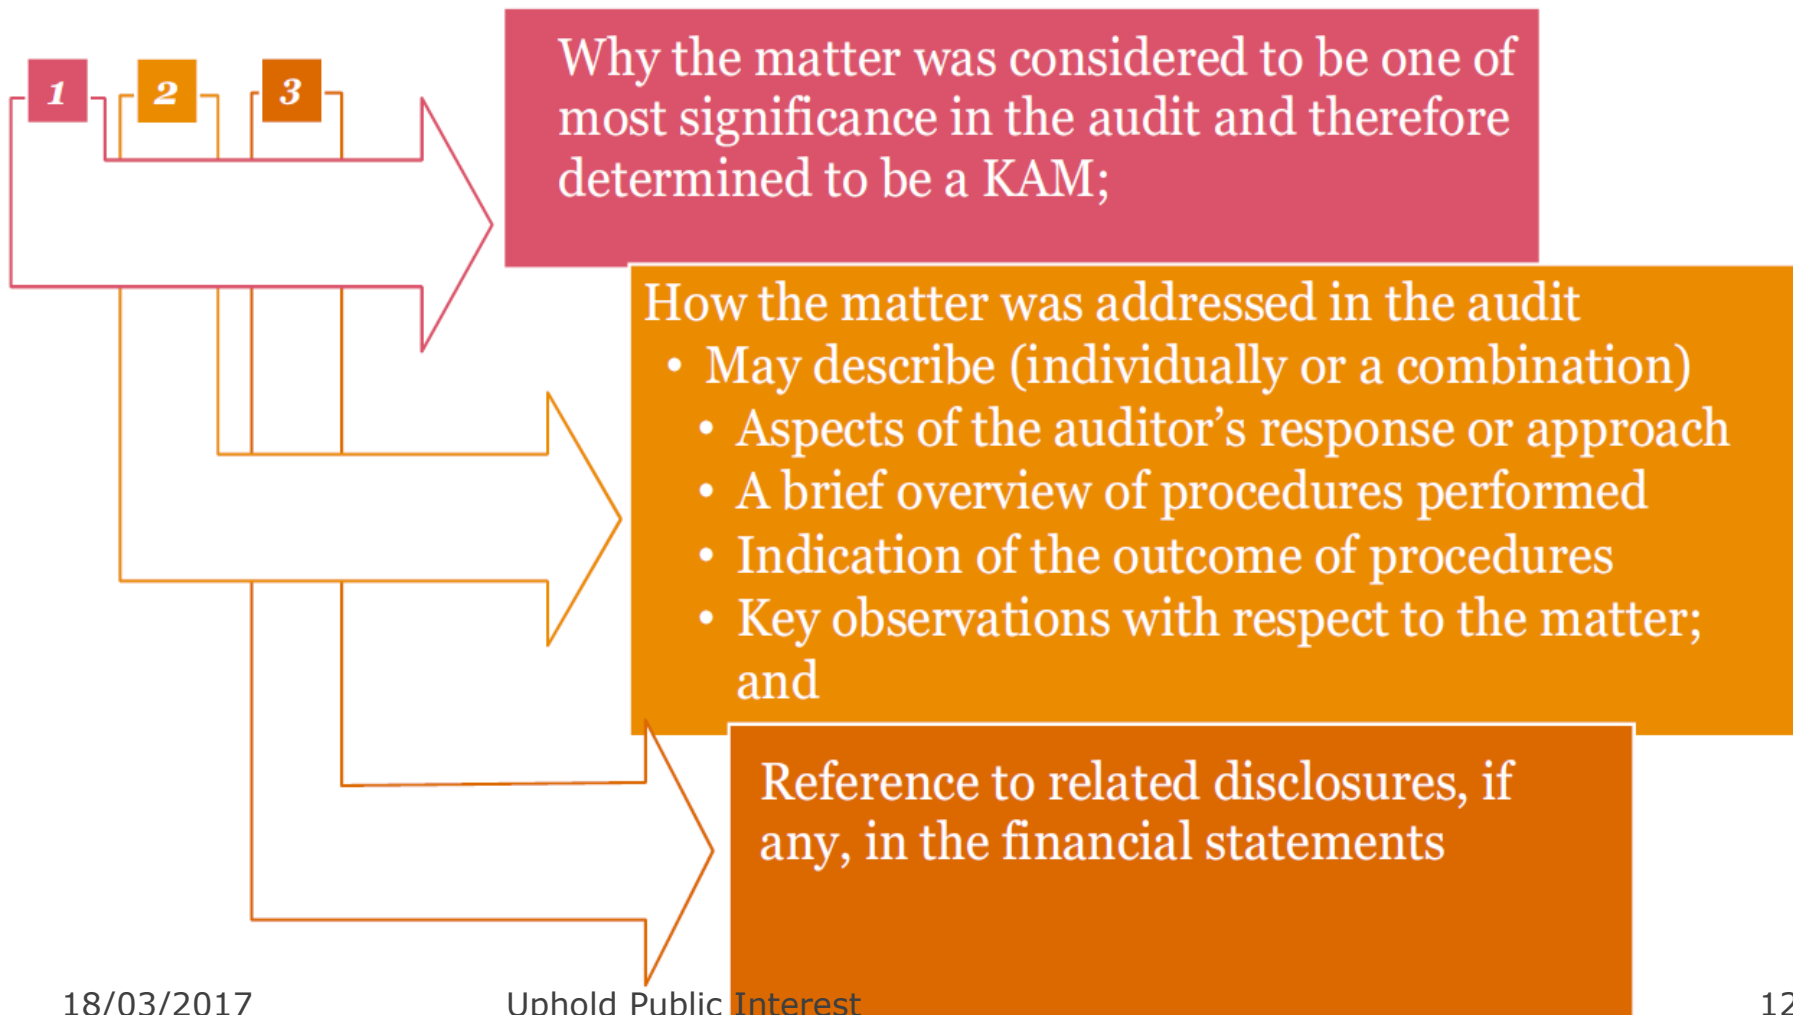 1 2 3
Why the matter was considered to be one of
most significance in the audit and therefore
determined to be a KAM;
How the matter was addressed in the audit
• May describe (individually or a combination)
• Aspects of the auditor’s response or approach
• A brief overview of procedures performed
• Indication of the outcome of procedures
• Key observations with respect to the matter;
and
Reference to related disclosures, if
any, in the financial statements
18/03/2017 Uphold Public Interest 12